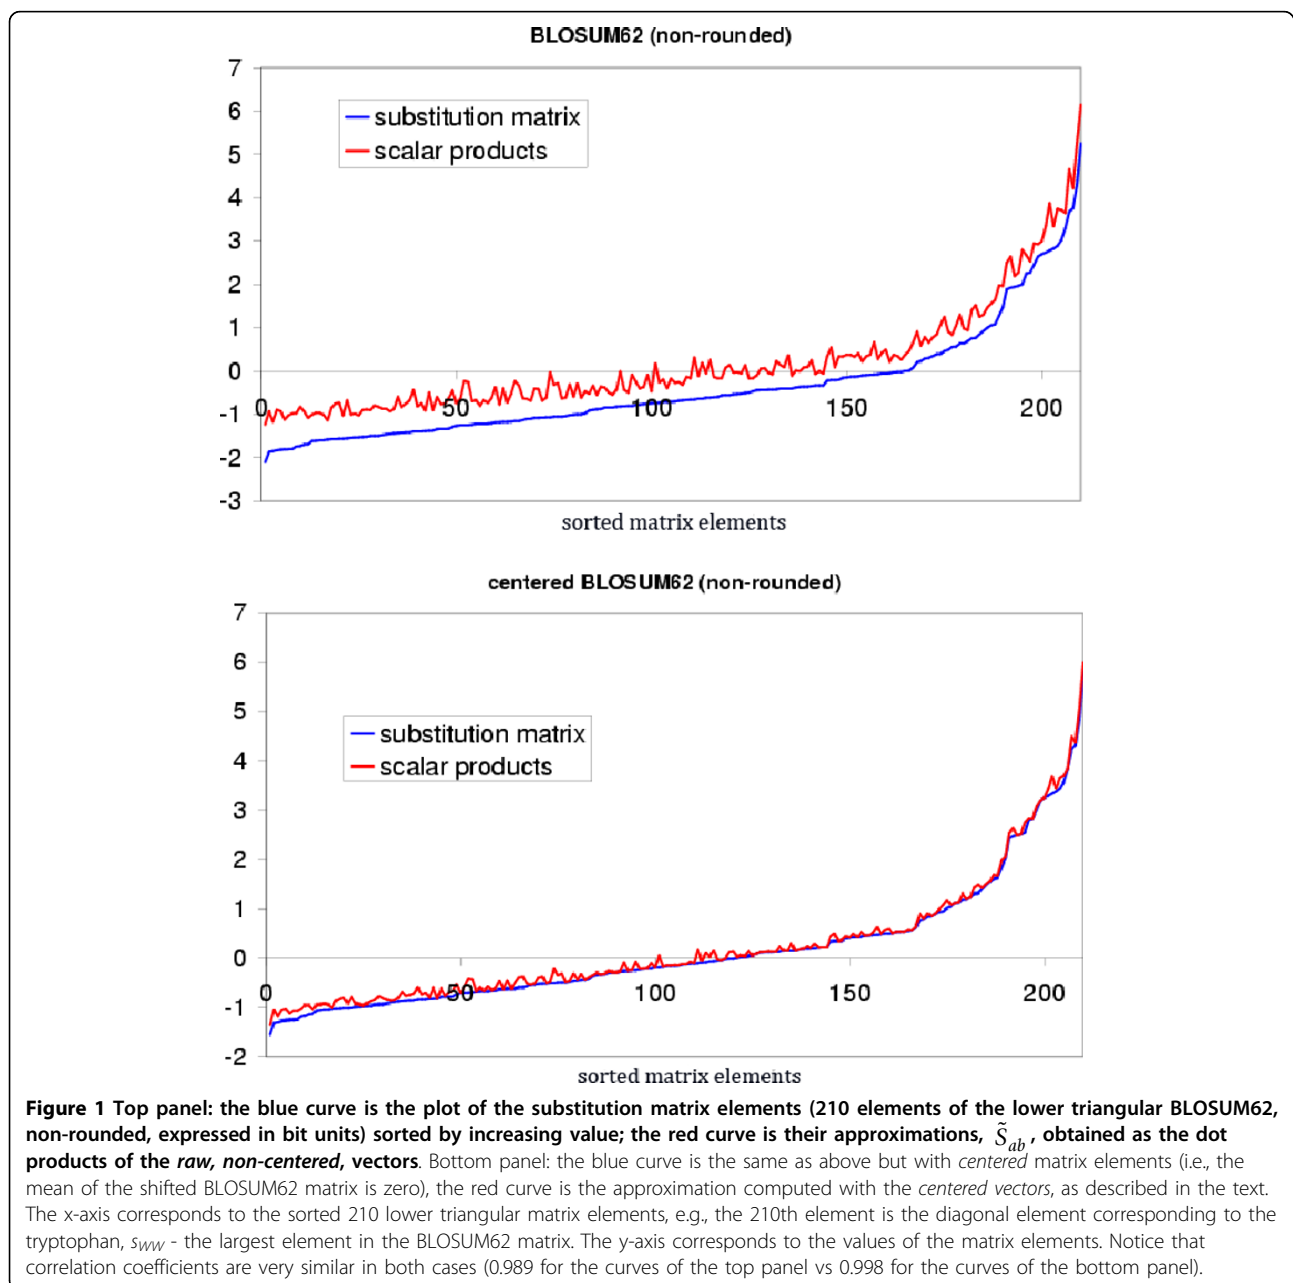 BLOSUM62 (non-rounded)
7
6
5
4
3
2
1
0
-1
-2
-3
substitution matrix
scalar products
0
50
100
150
200
sorted matrix elements
centered BLOSUM62 (non-rounded)
7
6
5
4
3
2
1
0
-1
-2
substitution matrix
scalar products
0
50
100
150
200
sorted matrix elements
Figure 1 Top panel: the blue curve is the plot of the substitution matrix elements (210 elements of the lower triangular BLOSUM62,
non-rounded, expressed in bit units) sorted by increasing value; the red curve is their approximations, S̃ab, obtained as the dot
products of the raw, non-centered, vectors. Bottom panel: the blue curve is the same as above but with centered matrix elements (i.e., the
mean of the shifted BLOSUM62 matrix is zero), the red curve is the approximation computed with the centered vectors, as described in the text.
The x-axis corresponds to the sorted 210 lower triangular matrix elements, e.g., the 210th element is the diagonal element corresponding to the
tryptophan, sWW - the largest element in the BLOSUM62 matrix. The y-axis corresponds to the values of the matrix elements. Notice that
correlation coefficients are very similar in both cases (0.989 for the curves of the top panel vs 0.998 for the curves of the bottom panel).